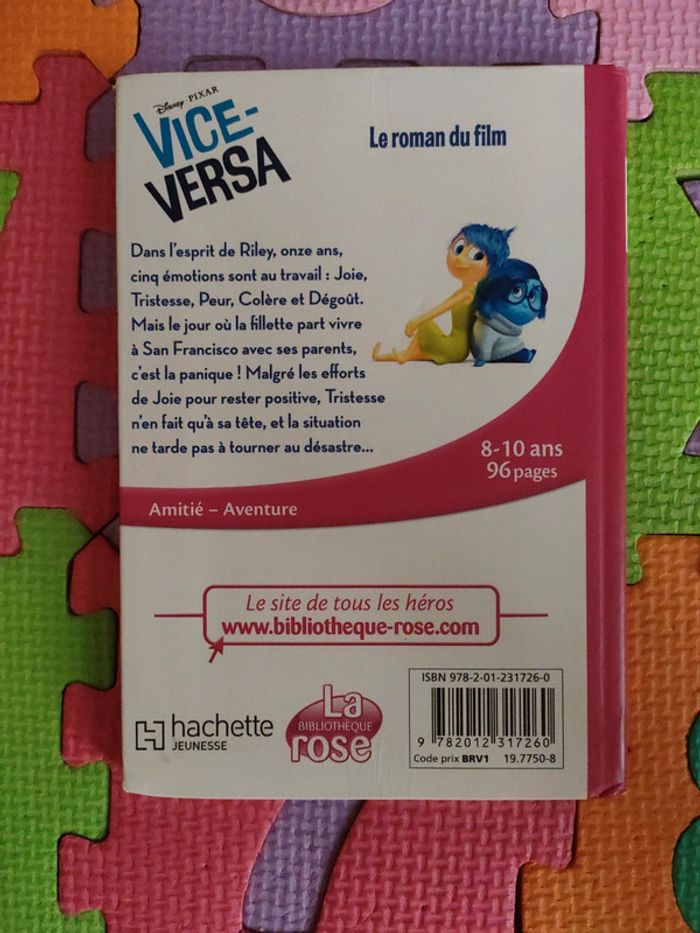 Disney · PIXAR
VICE-
VERSA
Le roman du film
Dans l'esprit de Riley, onze ans,
cinq émotions sont au travail : Joie,
Tristesse, Peur, Colère et Dégoût.
Mais le jour où la fillette part vivre
à San Francisco avec ses parents,
c'est la panique ! Malgré les efforts
de Joie pour rester positive, Tristesse
n'en fait qu'à sa tête, et la situation
ne tarde pas à tourner au désastre...
8-10 ans
96 pages
Amitié – Aventure
Le site de tous les héros
www.bibliotheque-rose.com
hachette
JEUNESSE
La
BIBLIOTHÈQUE
rose
ISBN 978-2-01-231726-0
9 782012 317260
Code prix BRV1 19.7750-8